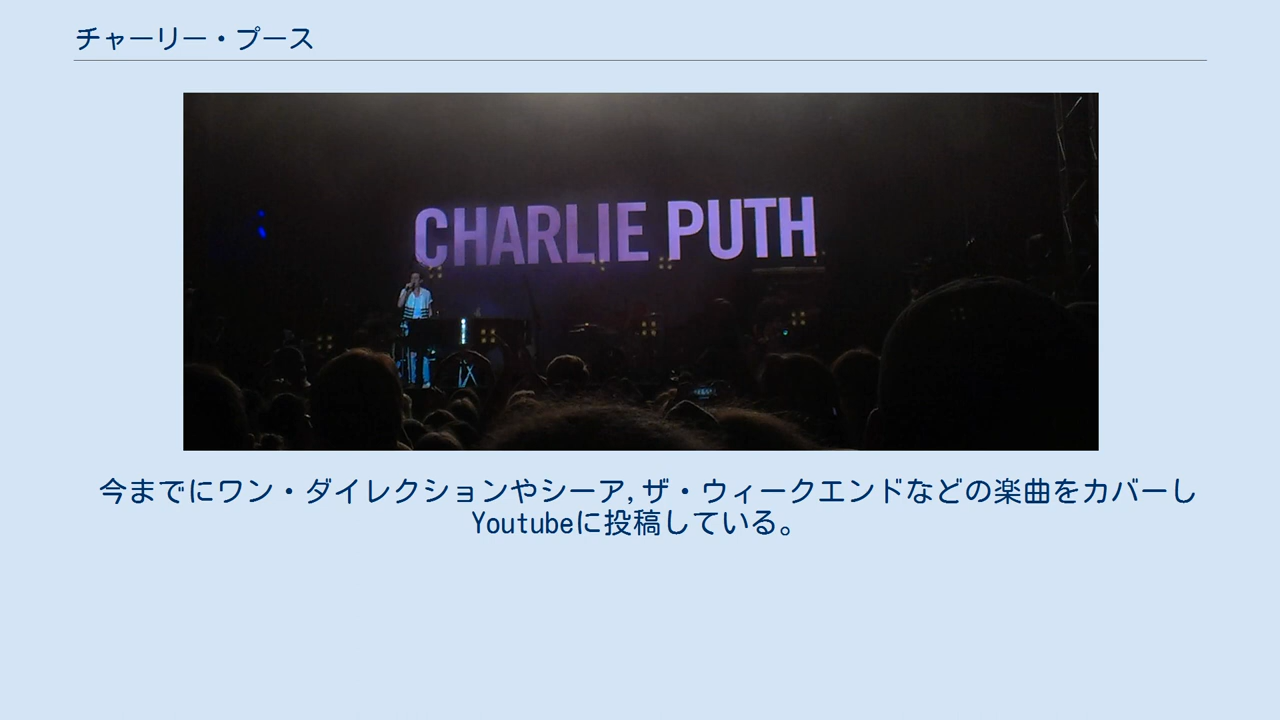 チャーリー・プース
CHARLIE PUTH
今までにワン・ダイレクションやシーア,ザ・ウィークエンドなどの楽曲をカバーし
Youtubeに投稿している。